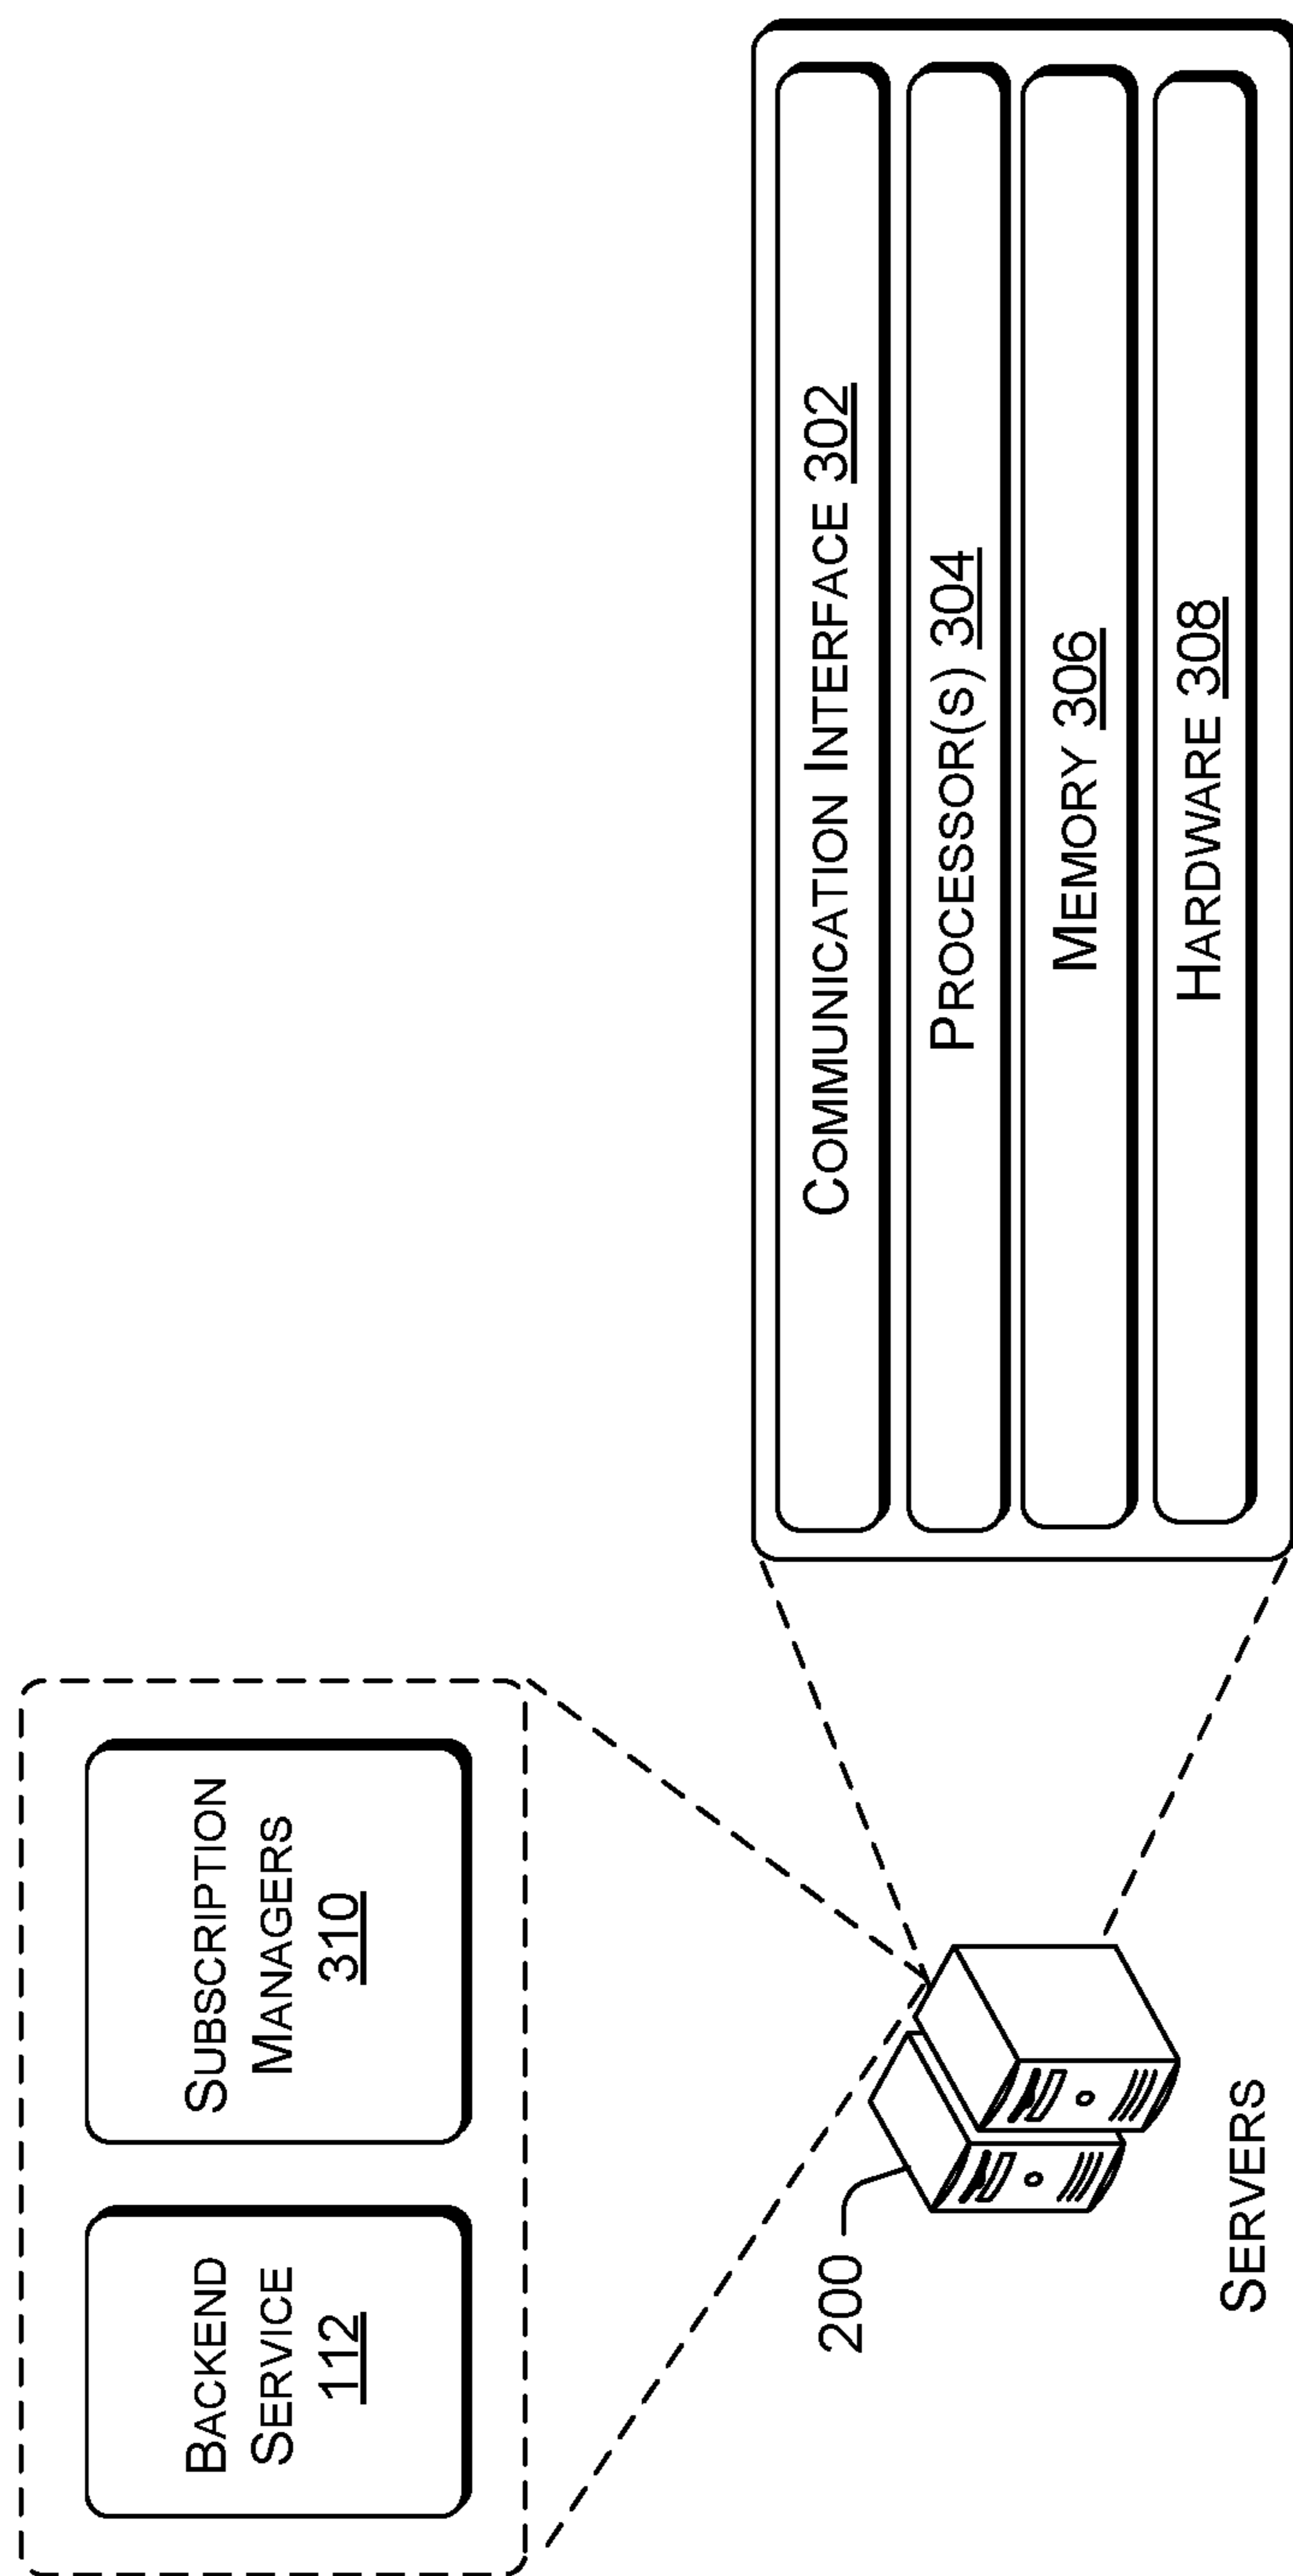 BACKEND
SERVICE
112
SUBSCRIPTION
MANAGERS
310
200
SERVERS
COMMUNICATION INTERFACE 302
PROCESSOR(S) 304
MEMORY 306
HARDWARE 308